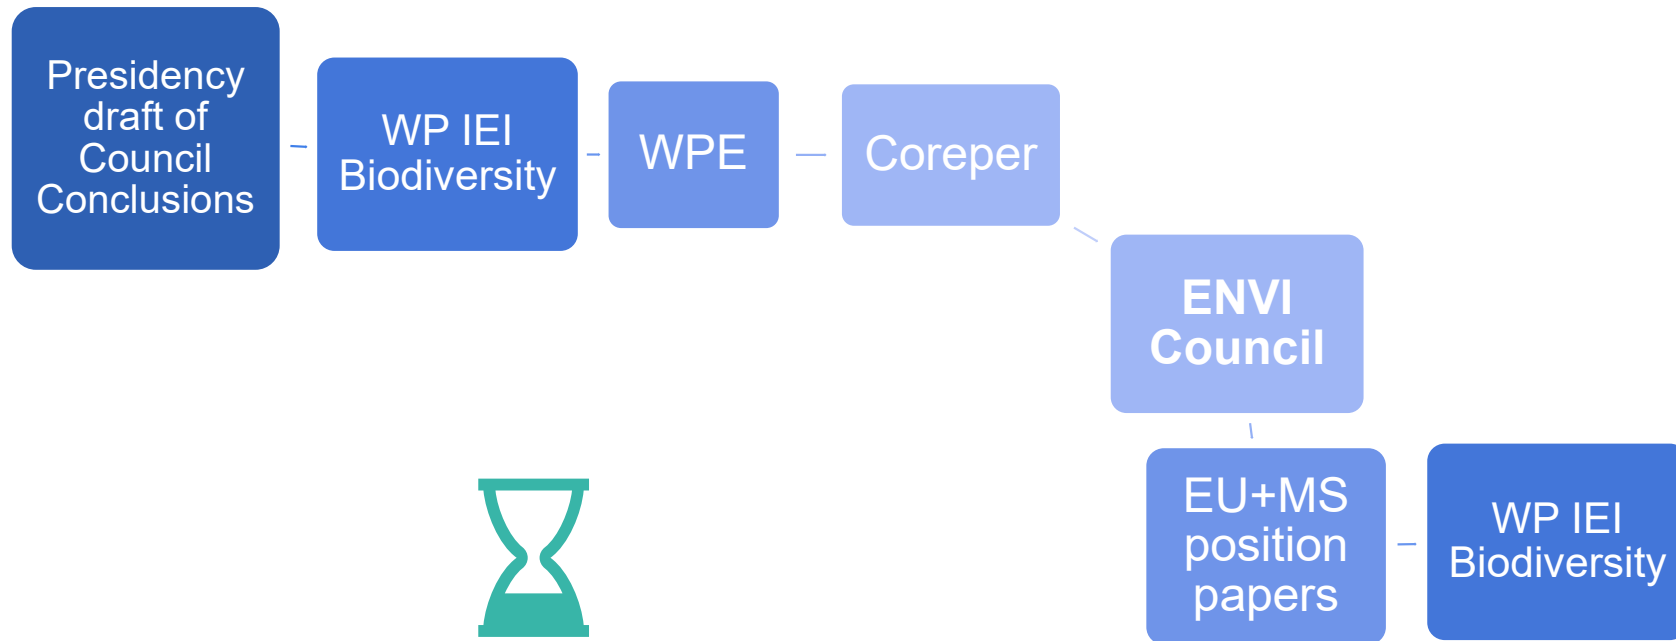 Presidency
draft of
Council
Conclusions
WP IEI
Biodiversity
WPE
Coreper
ENVI
Council
EU+MS
position
papers
WP IEI
Biodiversity